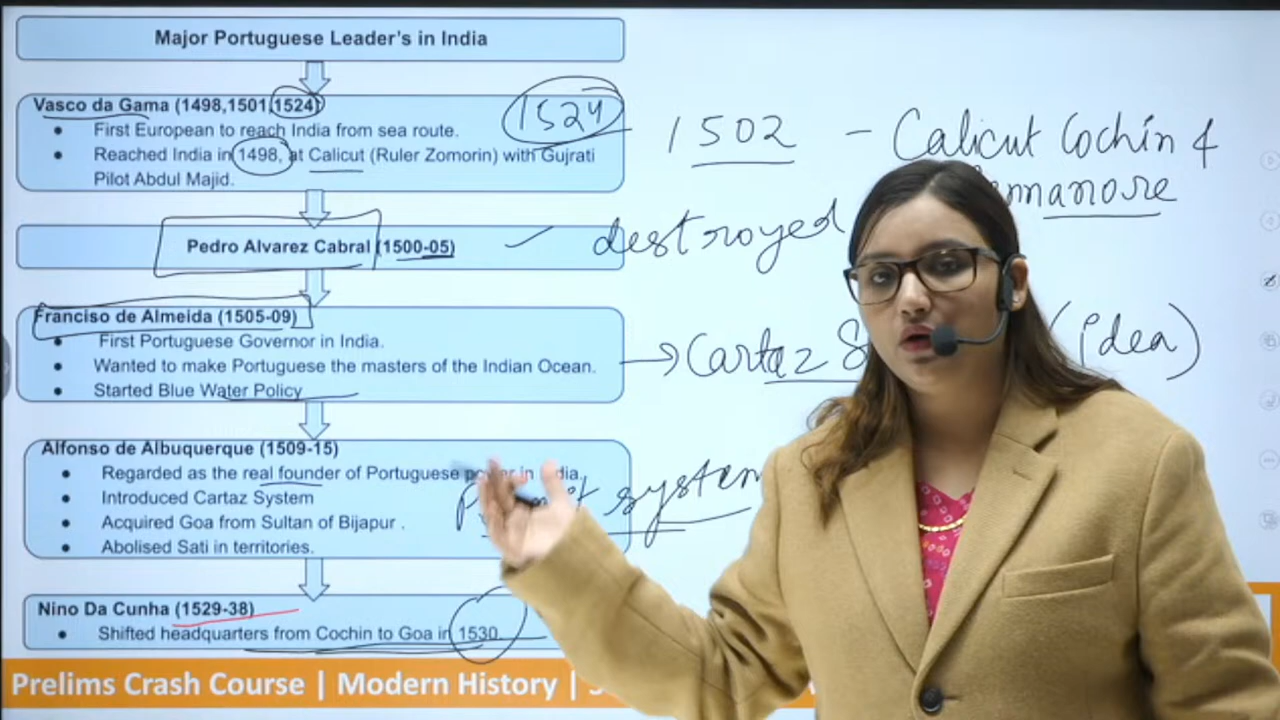 Major Portuguese Leader's in India
Vasco da Gama (1498,1501,1524)
First European to reach India from sea route.
Reached India in 1498, at Calicut (Ruler Zomorin) with Gujrati
Pilot Abdul Majid.
1524
1502 - Calicut Cochin &
Pedro Alvarez Cabral (1500-05)
destroyed
Franciso de Almeida (1505-09)
First Portuguese Governor in India.
Wanted to make Portuguese the masters of the Indian Ocean.
Started Blue Water Policy
Cartaz (idea)
Alfonso de Albuquerque (1509-15)
Regarded as the real founder of Portuguese power in India,
Introduced Cartaz System
Acquired Goa from Sultan of Bijapur .
Abolised Sati in territories.
system
Nino Da Cunha (1529-38)
Shifted headquarters from Cochin to Goa in 1530.
Prelims Crash Course | Modern History |